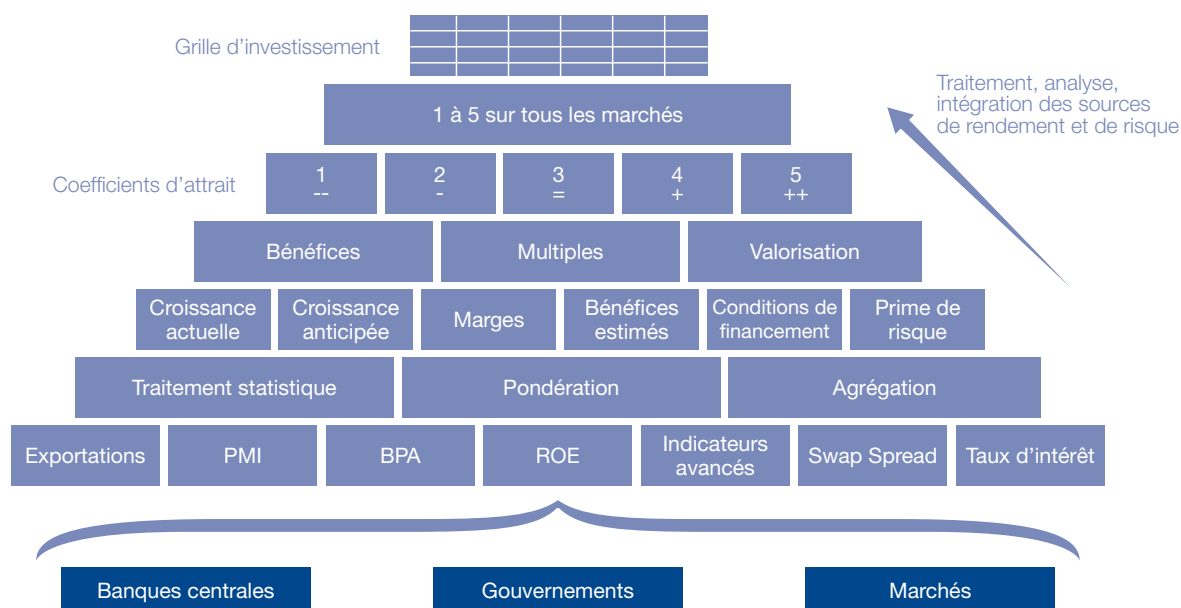 Grille d'investissement
Traitement, analyse,
intégration des sources
de rendement et de risque
1 à 5 sur tous les marchés
Coefficients d'attrait
1
--
2
-
3
=
4
+
5
++
Bénéfices
Multiples
Valorisation
Croissance
actuelle
Croissance
anticipée
Marges
Bénéfices
estimés
Conditions de
financement
Prime de
risque
Traitement statistique
Pondération
Agrégation
Exportations
PMI
BPA
ROE
Indicateurs
avancés
Swap Spread
Taux d'intérêt
Banques centrales
Gouvernements
Marchés